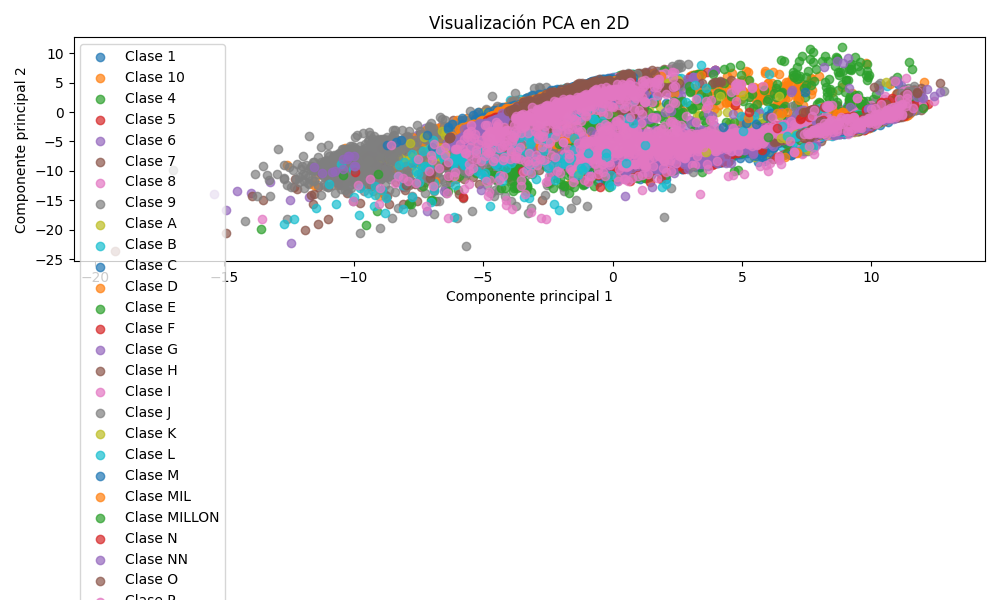 Visualización PCA en 2D
Componente principal 2
10
5
0
−5
−10
−15
−20
−25
Clase 1
Clase 10
Clase 4
Clase 5
Clase 6
Clase 7
Clase 8
Clase 9
Clase A
Clase B
Clase C
Clase D
Clase E
Clase F
Clase G
Clase H
Clase I
Clase J
Clase K
Clase L
Clase M
Clase MIL
Clase MILLON
Clase N
Clase NN
Clase O
−20
−15
−10
−5
0
5
10
Componente principal 1